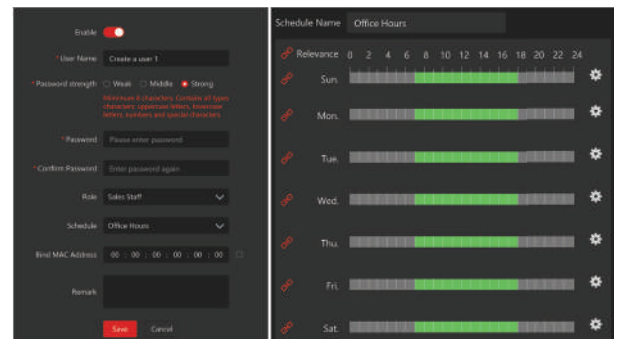 Enable
* User Name Create a user 1
* Password strength Weak Middle Strong
Minimum 8 characters. Contains all types
characters: uppercase letters, lowercase
letters, numbers and special characters.
* Password Please enter password
* Confirm Password Enter password again
Role Sales Staff
Schedule Office Hours
Bind MAC Address 00 : 00 : 00 : 00 : 00 : 00
Remark
Save Cancel
Schedule Name Office Hours
Relevance 0 2 4 6 8 10 12 14 16 18 20 22 24
Sun.
Mon.
Tue.
Wed.
Thu.
Fri.
Sat.